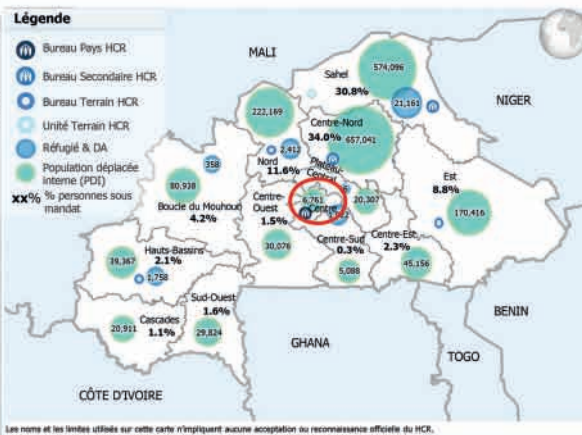 Légende
Bureau Pays HCR
Bureau Secondaire HCR
Bureau Terrain HCR
Unité Terrain HCR
Réfugié & DA
Population déplacée
interne (PDI)
xx% % personnes sous
mandat
MALI
NIGER
BENIN
TOGO
GHANA
CÔTE D'IVOIRE
Sahel
574,096
30.8%
21,161
222,169
Centre-Nord
34.0%
657,041
2,412
Nord
11.6%
Plateau-
Central
358
80,938
Boucle du Mouhoun
4.2%
Centre-
Ouest
1.5%
6,761
Centre
20,307
Est
8.8%
170,416
30,076
Centre-Sud
0.3%
5,088
Centre-Est
2.3%
45,156
Hauts-Bassins
2.1%
39,367
1,758
Sud-Ouest
1.6%
29,824
Cascades
1.1%
20,911
Les noms et les limites utilisés sur cette carte n'impliquent aucune acceptation ou reconnaissance officielle du HCR.